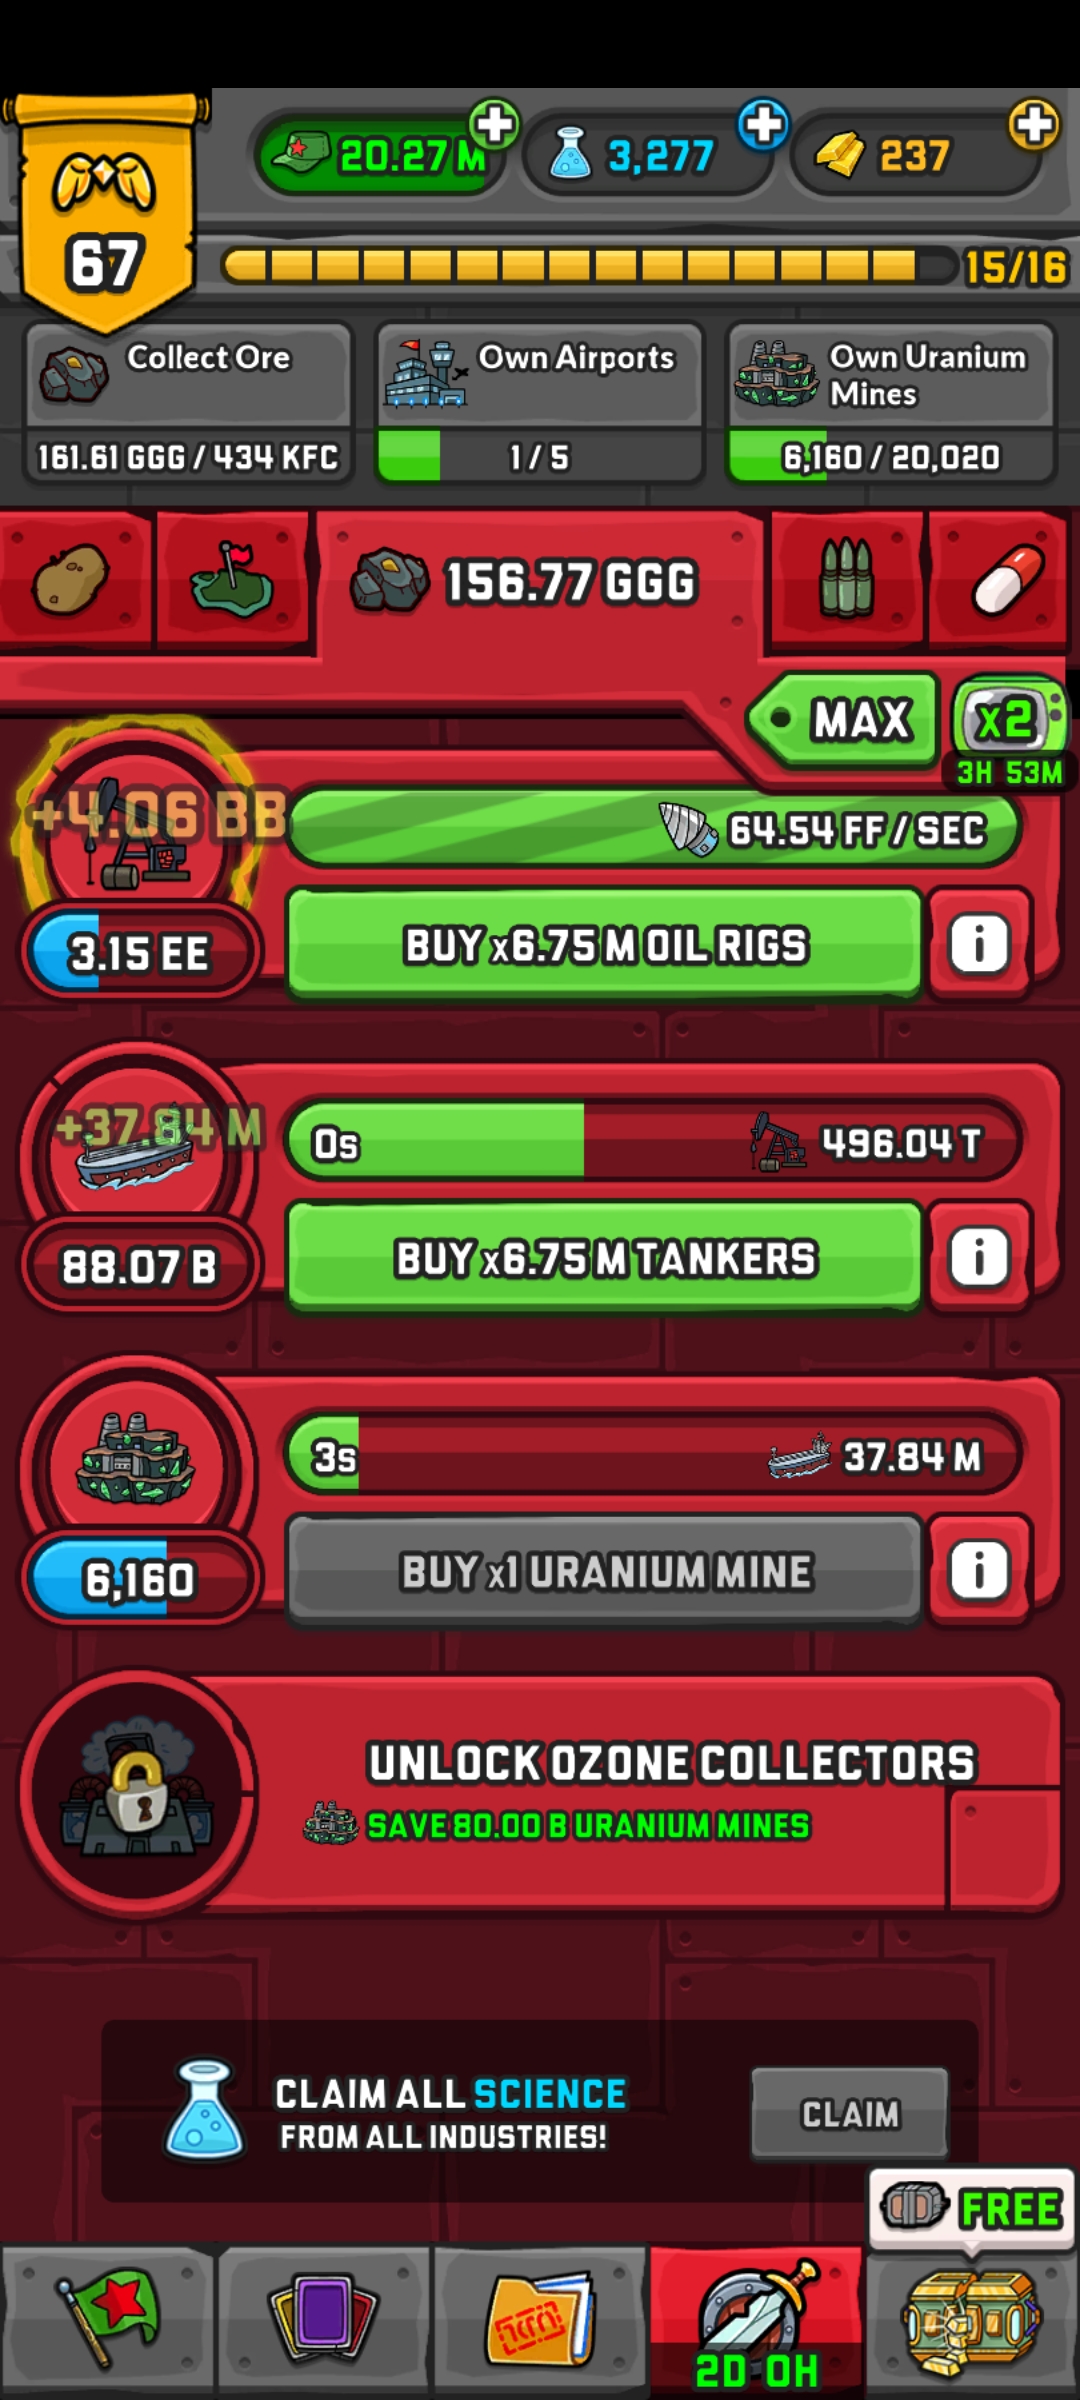 20.27 M
3,277
237
67
15/16
Collect Ore
161.61 GGG / 434 KFC
Own Airports
1 / 5
Own Uranium
Mines
6,160 / 20,020
156.77 GGG
MAX
x2
3H 53M
+4.06 BB
64.54 FF / SEC
3.15 EE
BUY x6.75 M OIL RIGS
i
+37.84 M
0s
496.04 T
88.07 B
BUY x6.75 M TANKERS
i
3s
37.84 M
6,160
BUY x1 URANIUM MINE
i
UNLOCK OZONE COLLECTORS
SAVE 80.00 B URANIUM MINES
CLAIM ALL SCIENCE
FROM ALL INDUSTRIES!
CLAIM
FREE
2D 0H